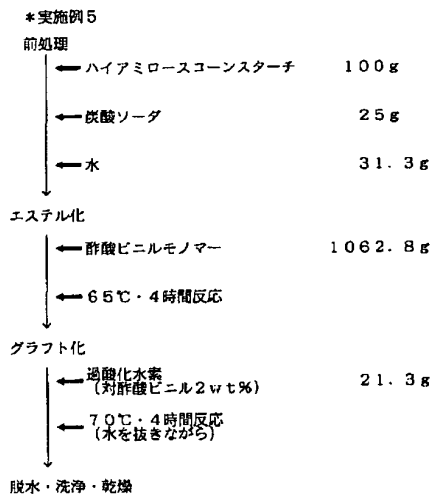 *実施例5
前処理
ハイアミロースコーンスターチ 100g
炭酸ソーダ 25g
水 31.3g
エステル化
酢酸ビニルモノマー 1062.8g
65℃・4時間反応
グラフト化
過酸化水素 21.3g
(対酢酸ビニル2wt%)
70℃・4時間反応
(水を抜きながら)
脱水・洗浄・乾燥